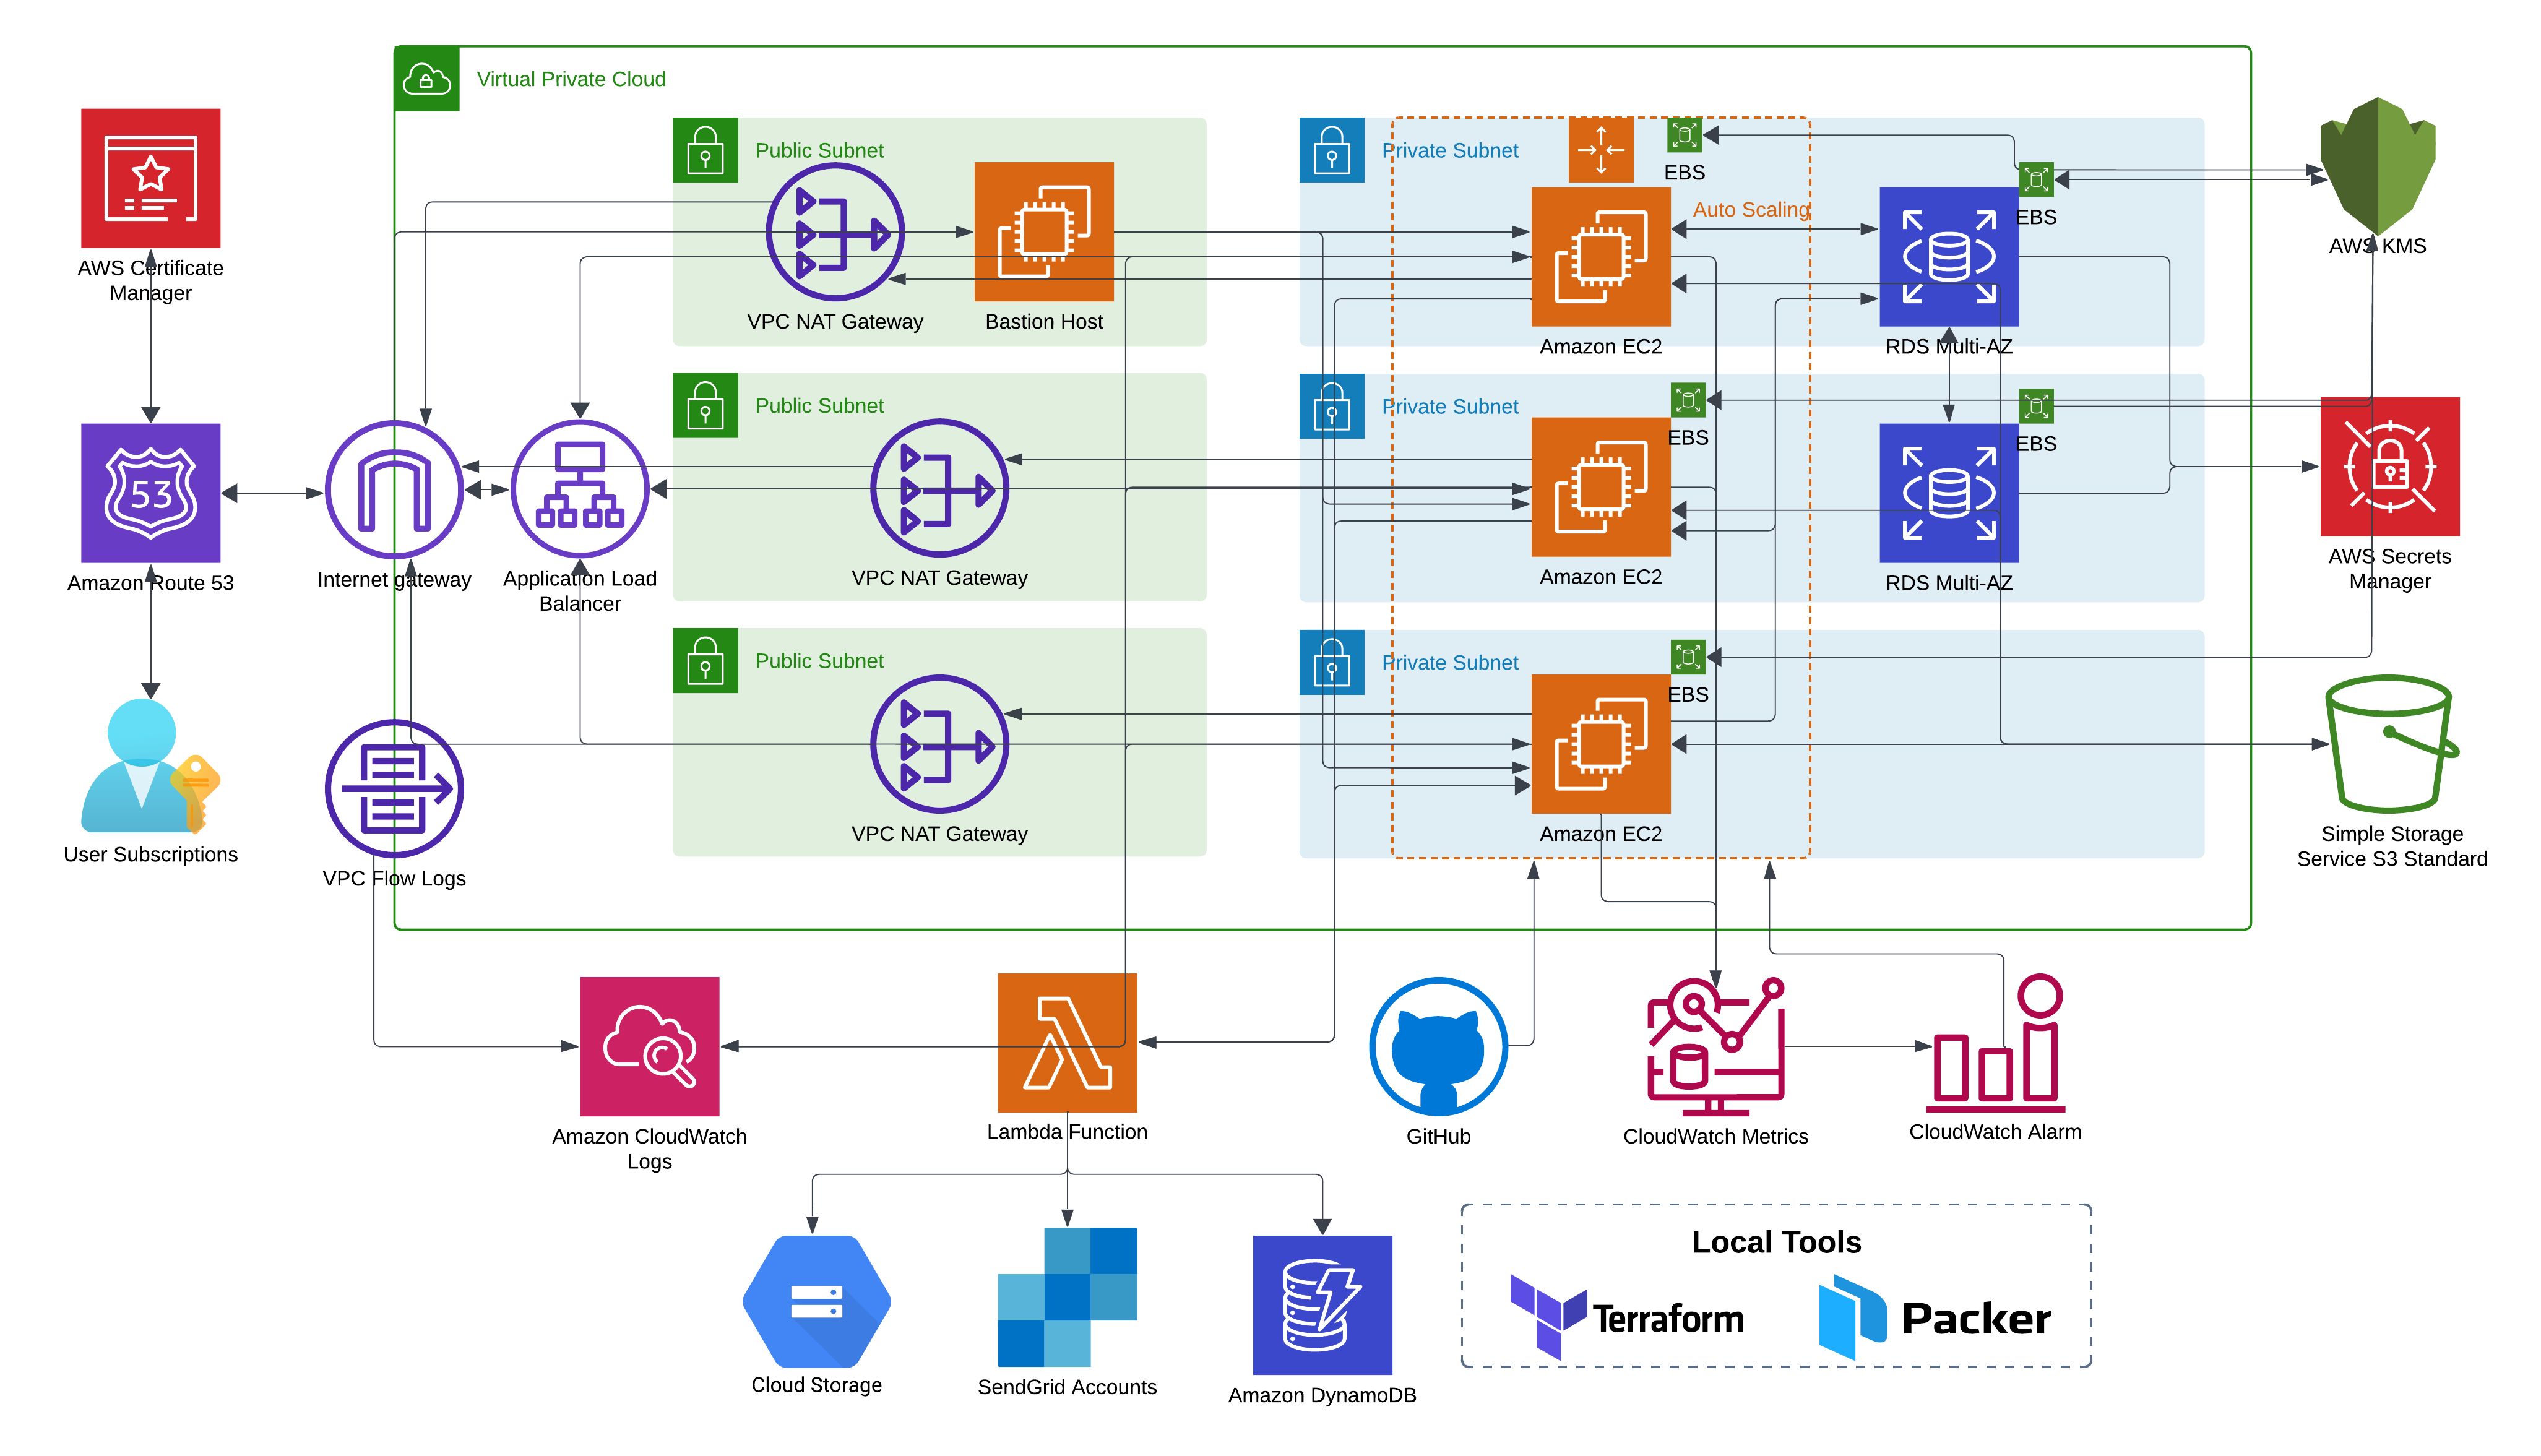 Virtual Private Cloud
Public Subnet
Private Subnet
EBS
Auto Scaling
EBS
AWS KMS
AWS Certificate
Manager
VPC NAT Gateway
Bastion Host
Amazon EC2
RDS Multi-AZ
Public Subnet
Private Subnet
EBS
EBS
53
Amazon Route 53
Internet gateway
Application Load
Balancer
VPC NAT Gateway
Amazon EC2
RDS Multi-AZ
AWS Secrets
Manager
Public Subnet
Private Subnet
EBS
User Subscriptions
VPC Flow Logs
VPC NAT Gateway
Amazon EC2
Simple Storage
Service S3 Standard
Amazon CloudWatch
Logs
Lambda Function
GitHub
CloudWatch Metrics
CloudWatch Alarm
Local Tools
Terraform
Packer
Cloud Storage
SendGrid Accounts
Amazon DynamoDB